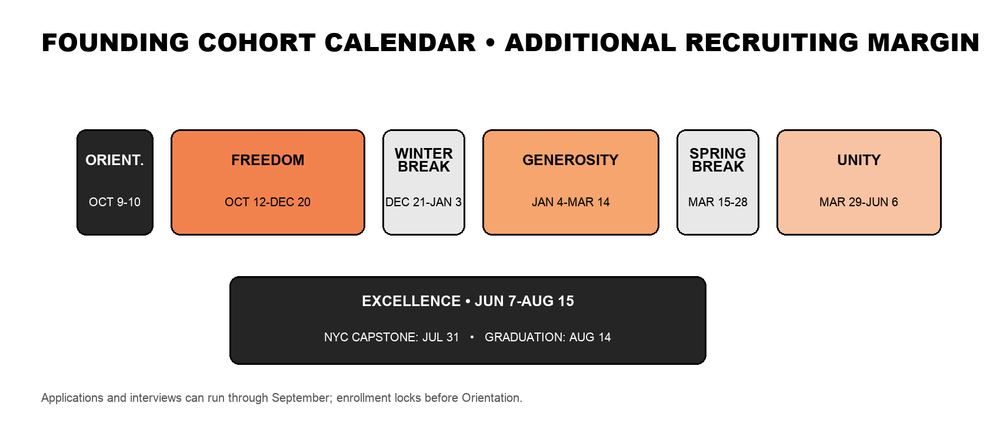 FOUNDING COHORT CALENDAR • ADDITIONAL RECRUITING MARGIN
ORIENT.
OCT 9-10
FREEDOM
OCT 12-DEC 20
WINTER
BREAK
DEC 21-JAN 3
GENEROSITY
JAN 4-MAR 14
SPRING
BREAK
MAR 15-28
UNITY
MAR 29-JUN 6
EXCELLENCE • JUN 7-AUG 15
NYC CAPSTONE: JUL 31 • GRADUATION: AUG 14
Applications and interviews can run through September; enrollment locks before Orientation.